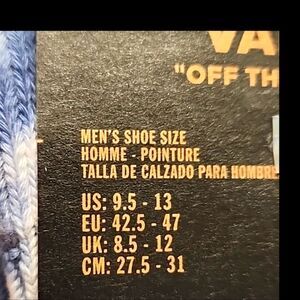 VA
"OFF TH
MEN'S SHOE SIZE
HOMME - POINTURE
TALLA DE CALZADO PARA HOMBRE
US: 9.5 - 13
EU: 42.5 - 47
UK: 8.5 - 12
CM: 27.5 - 31